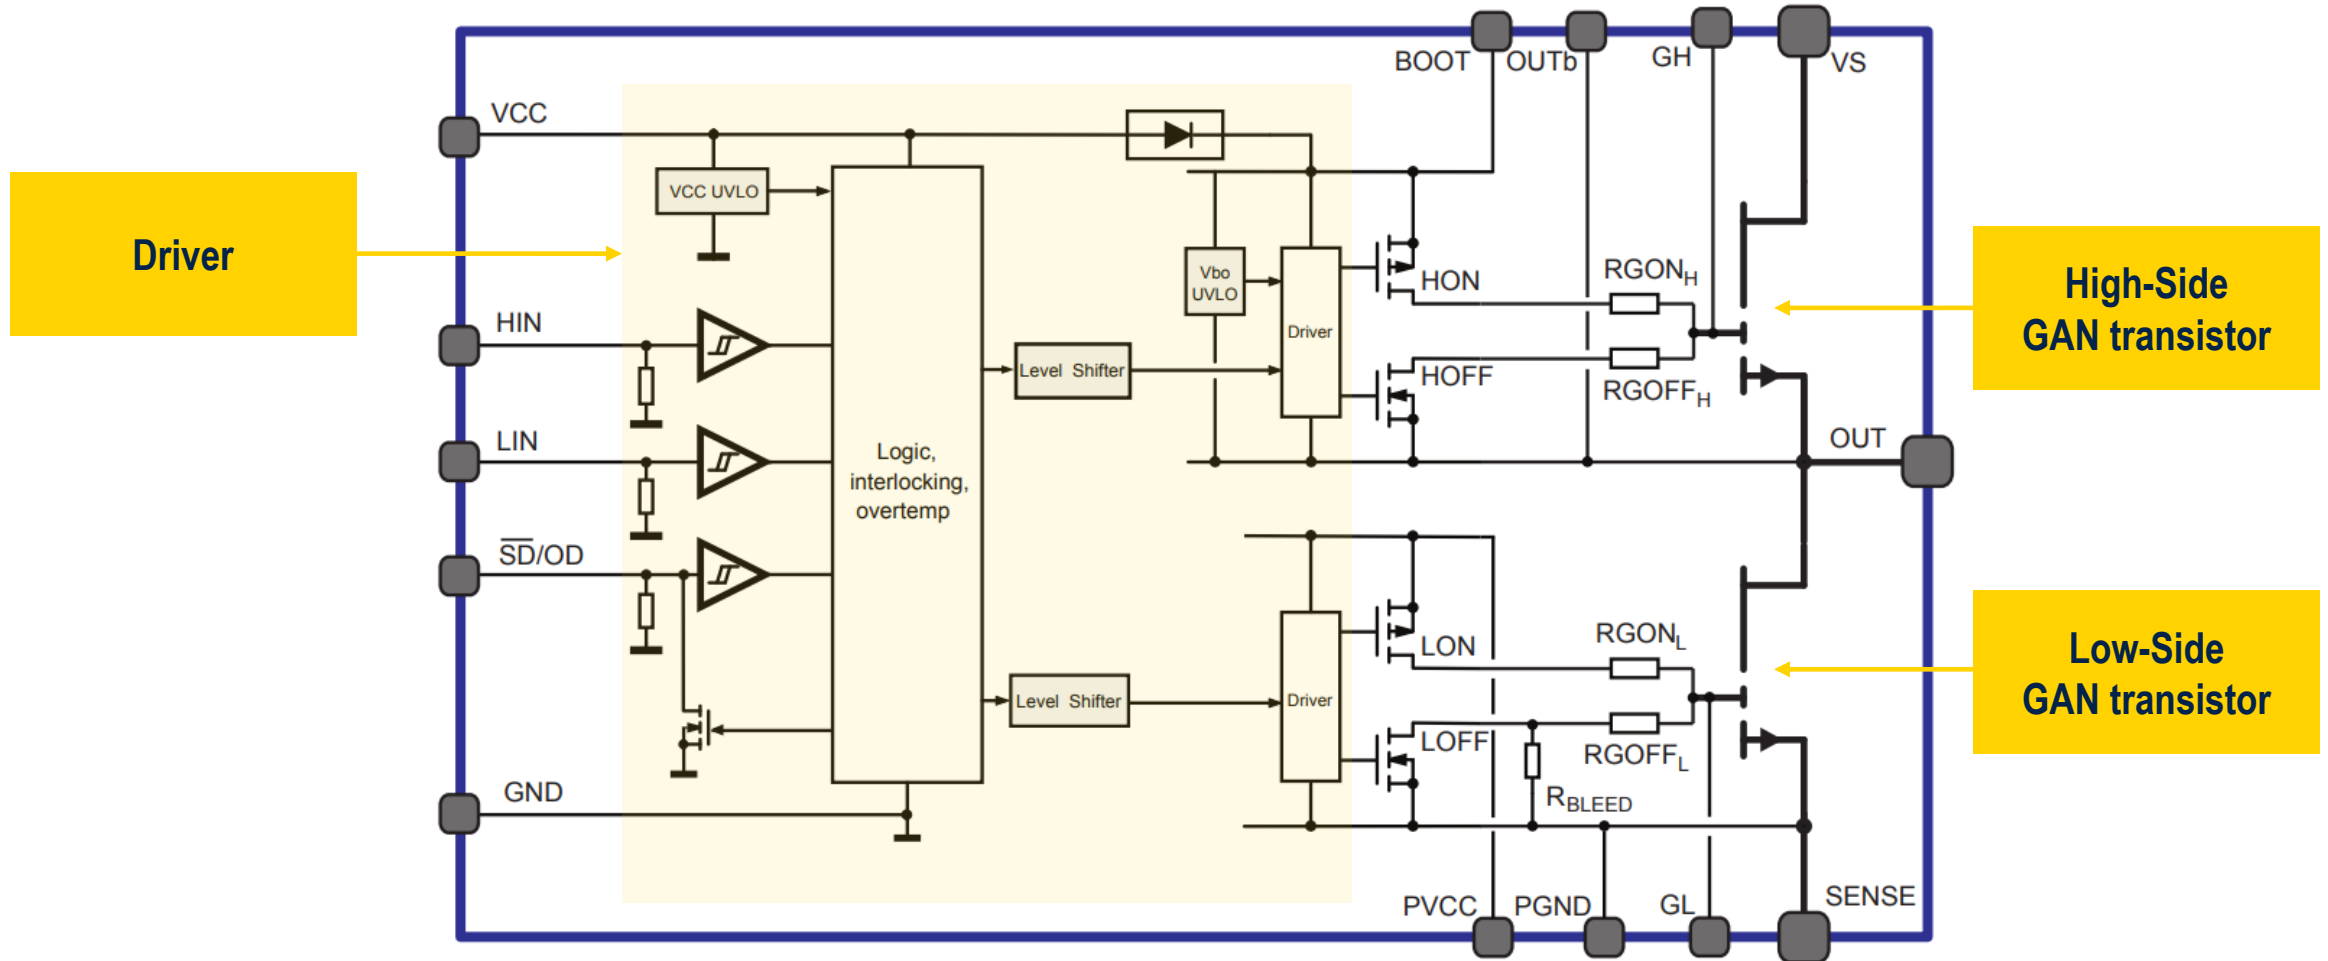 BOOT
OUTb
GH
VS
VCC
Driver
VCC UVLO
HIN
LIN
SD/OD
GND
Logic,
interlocking,
overtemp
Level Shifter
Level Shifter
Vbo
UVLO
Driver
Driver
HON
HOFF
RGONH
RGOFFH
LON
LOFF
RGONL
RGOFFL
RBLEED
OUT
High-Side
GAN transistor
Low-Side
GAN transistor
PVCC
PGND
GL
SENSE